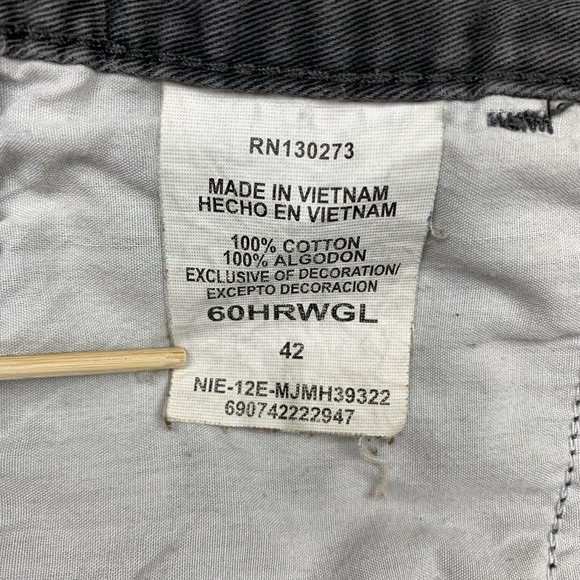 RN130273
MADE IN VIETNAM
HECHO EN VIETNAM
100% COTTON
100% ALGODON
EXCLUSIVE OF DECORATION/
EXCEPTO DECORACION
60HRWGL
42
NIE-12E-MJMH39322
690742222947